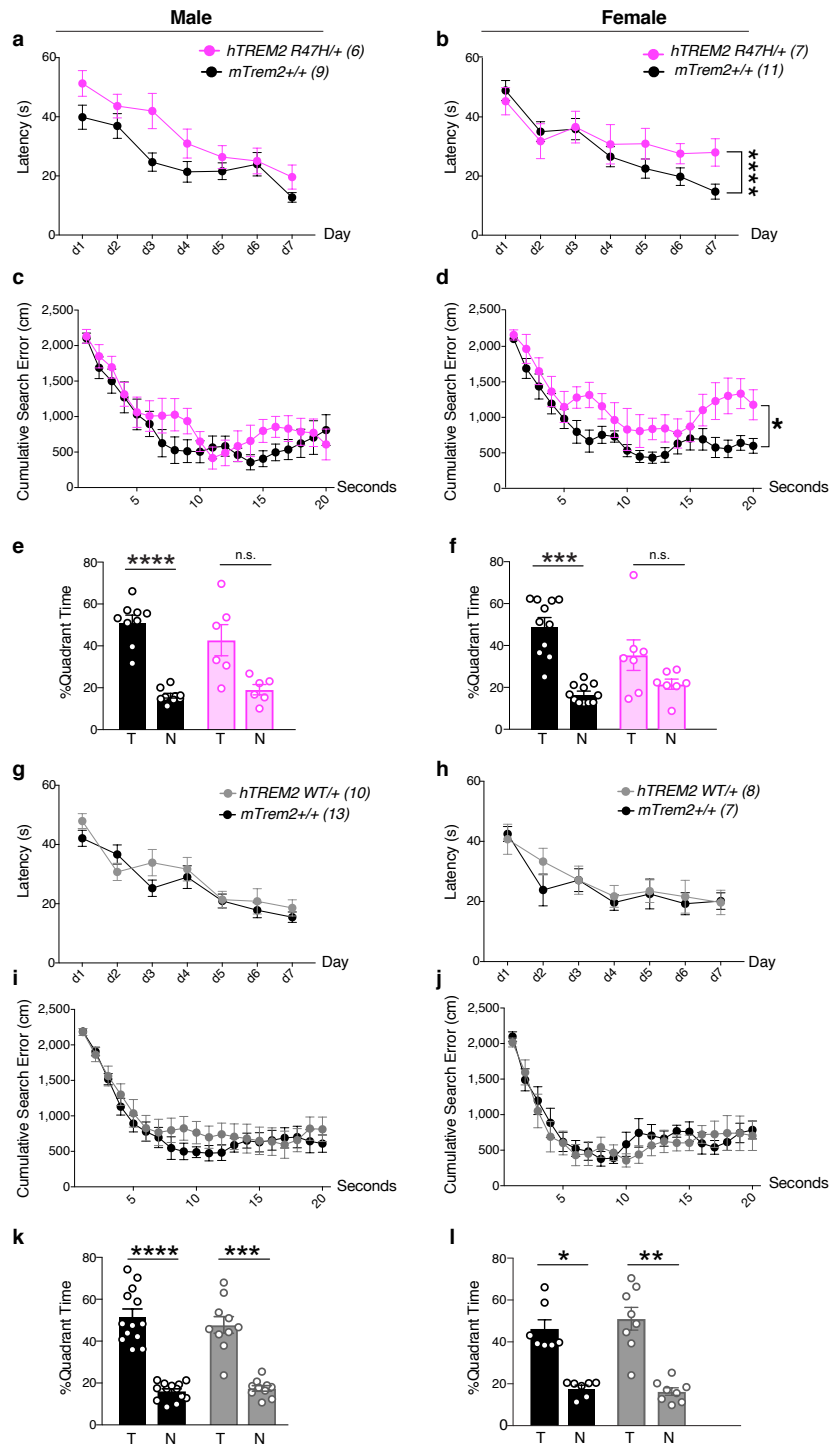 Male
Female
a
hTREM2 R47H/+ (6)
mTrem2+/+ (9)
60
40
20
0
Latency (s)
d1 d2 d3 d4 d5 d6 d7
Day
b
hTREM2 R47H/+ (7)
mTrem2+/+ (11)
60
40
20
0
Latency (s)
****
d1 d2 d3 d4 d5 d6 d7
Day
c
2,500
2,000
1,500
1,000
500
0
Cumulative Search Error (cm)
5 10 15 20
Seconds
d
2,500
2,000
1,500
1,000
500
0
Cumulative Search Error (cm)
*
5 10 15 20
Seconds
e
80
60
40
20
0
%Quadrant Time
****
n.s.
T N T N
f
80
60
40
20
0
%Quadrant Time
***
n.s.
T N T N
g
hTREM2 WT/+ (10)
mTrem2+/+ (13)
60
40
20
0
Latency (s)
d1 d2 d3 d4 d5 d6 d7
Day
h
hTREM2 WT/+ (8)
mTrem2+/+ (7)
60
40
20
0
Latency (s)
d1 d2 d3 d4 d5 d6 d7
Day
i
2,500
2,000
1,500
1,000
500
0
Cumulative Search Error (cm)
5 10 15 20
Seconds
j
2,500
2,000
1,500
1,000
500
0
Cumulative Search Error (cm)
5 10 15 20
Seconds
k
80
60
40
20
0
%Quadrant Time
****
***
T N T N
l
80
60
40
20
0
%Quadrant Time
*
**
T N T N